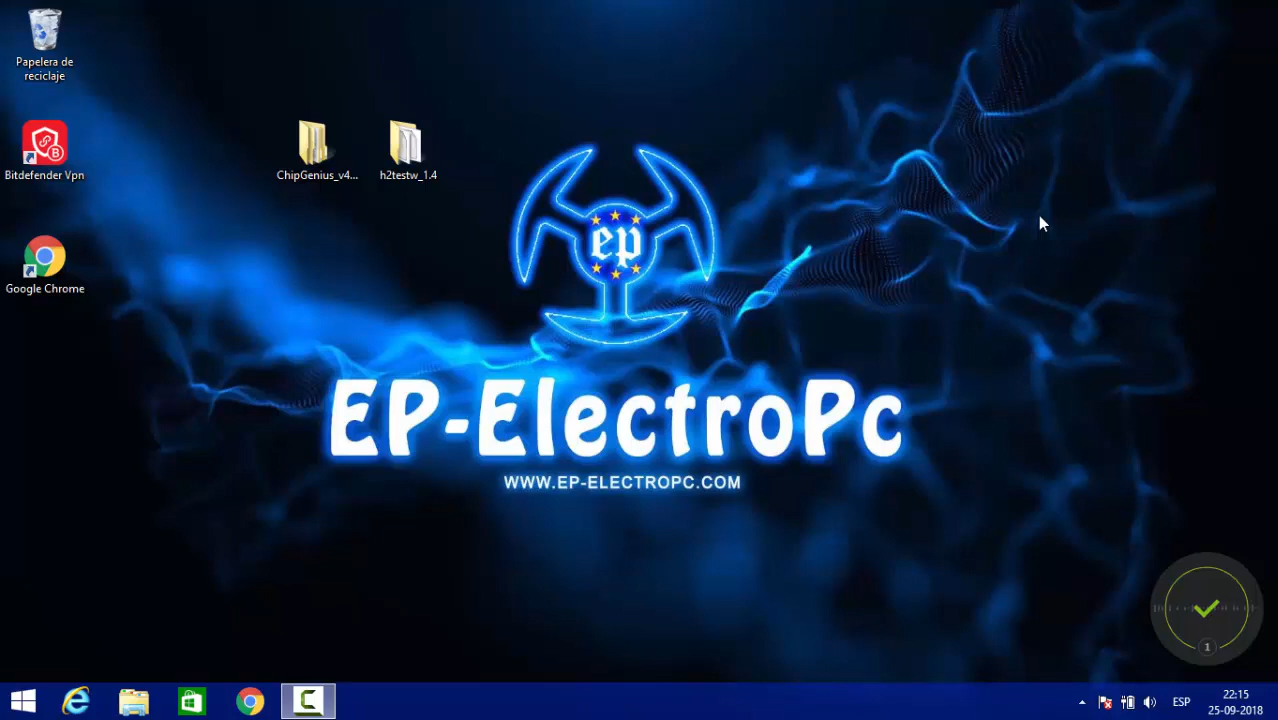 Papelera de
reciclaje
Bitdefender Vpn
Google Chrome
ChipGenius_v4...
h2testw_1.4
ep
EP-ElectroPc
WWW.EP-ELECTROPC.COM
1
ESP
22:15
25-09-2018